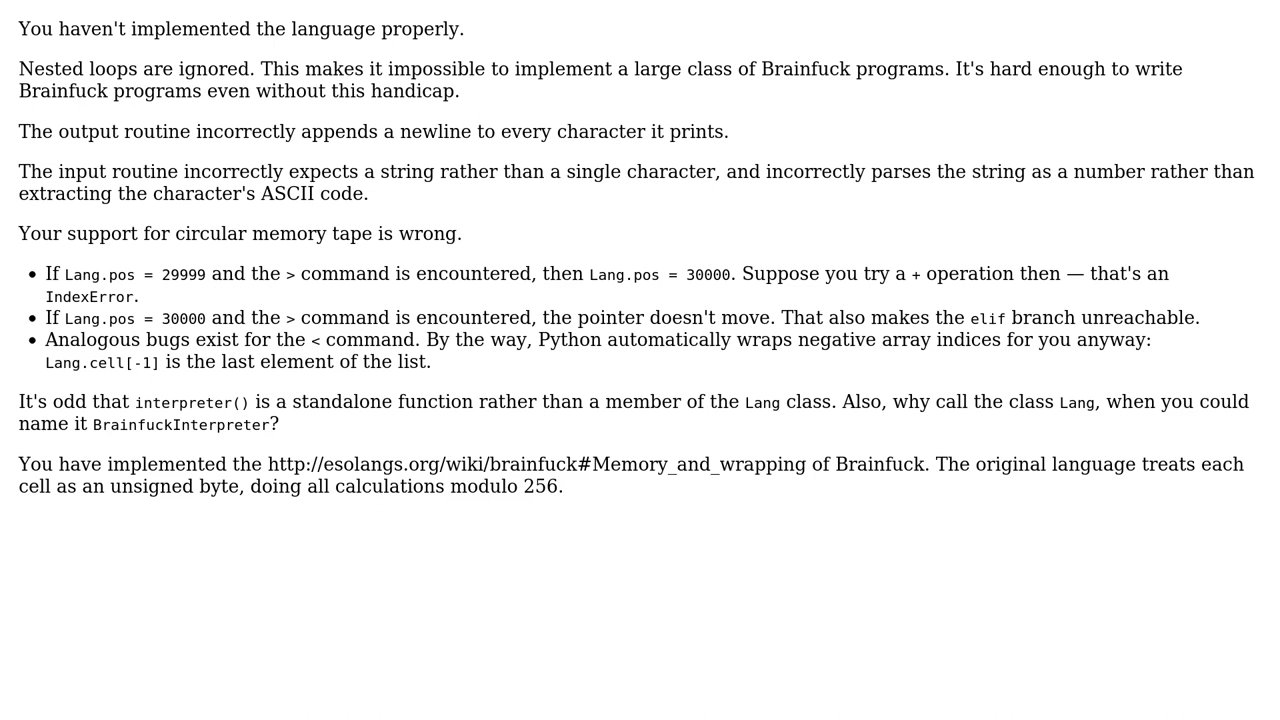 You haven't implemented the language properly.
Nested loops are ignored. This makes it impossible to implement a large class of Brainfuck programs. It's hard enough to write
Brainfuck programs even without this handicap.
The output routine incorrectly appends a newline to every character it prints.
The input routine incorrectly expects a string rather than a single character, and incorrectly parses the string as a number rather than
extracting the character's ASCII code.
Your support for circular memory tape is wrong.
• If Lang.pos = 29999 and the > command is encountered, then Lang.pos = 30000. Suppose you try a + operation then — that's an
IndexError.
• If Lang.pos = 30000 and the > command is encountered, the pointer doesn't move. That also makes the elif branch unreachable.
• Analogous bugs exist for the < command. By the way, Python automatically wraps negative array indices for you anyway:
Lang.cell[-1] is the last element of the list.
It's odd that interpreter() is a standalone function rather than a member of the Lang class. Also, why call the class Lang, when you could
name it BrainfuckInterpreter?
You have implemented the http://esolangs.org/wiki/brainfuck#Memory_and_wrapping of Brainfuck. The original language treats each
cell as an unsigned byte, doing all calculations modulo 256.